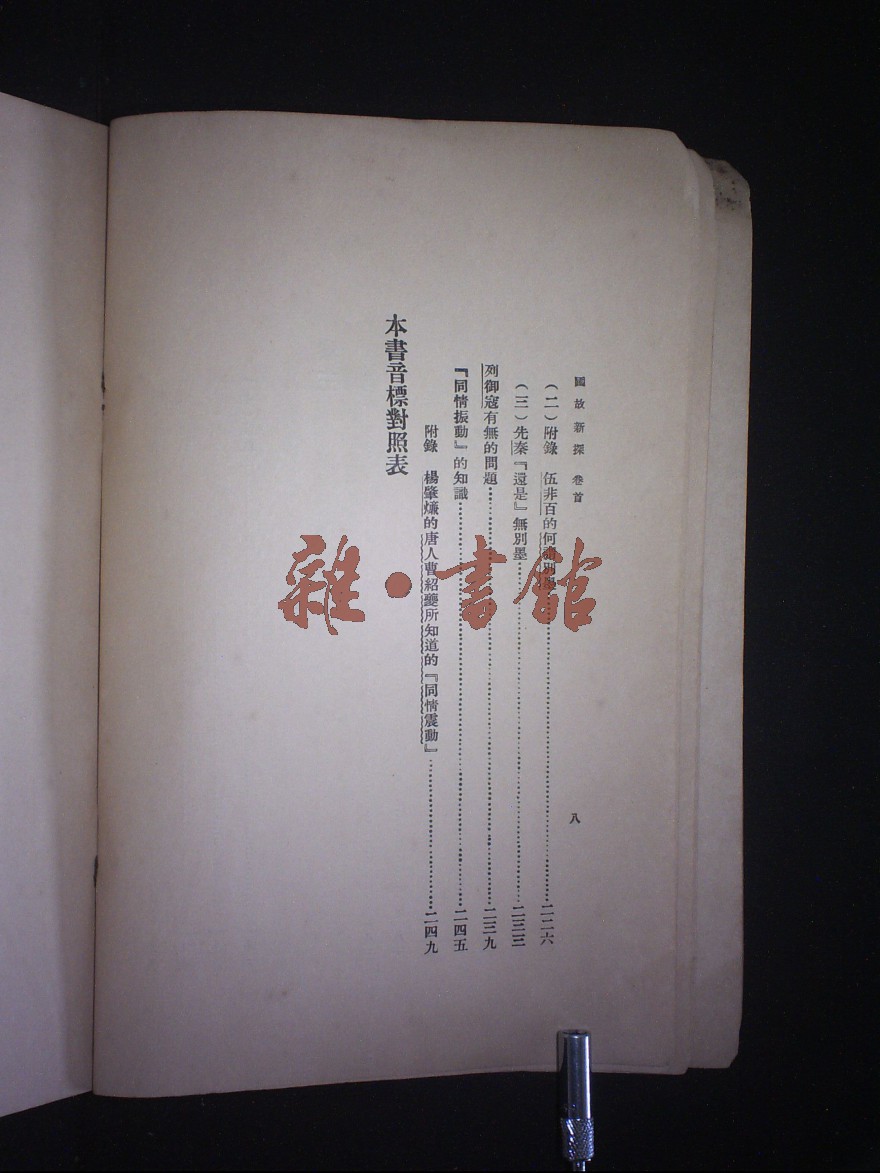 國故新探 卷首
八
(二)附錄 伍非百的何謂別墨……二二六
(三)先秦『還是』無別墨……二三三
列御寇有無的問題……二三九
『同情振動』的知識……二四五
附錄 楊肇燫的唐人曹紹夔所知道的『同情震動』……二四九
本書音標對照表
雜·書館